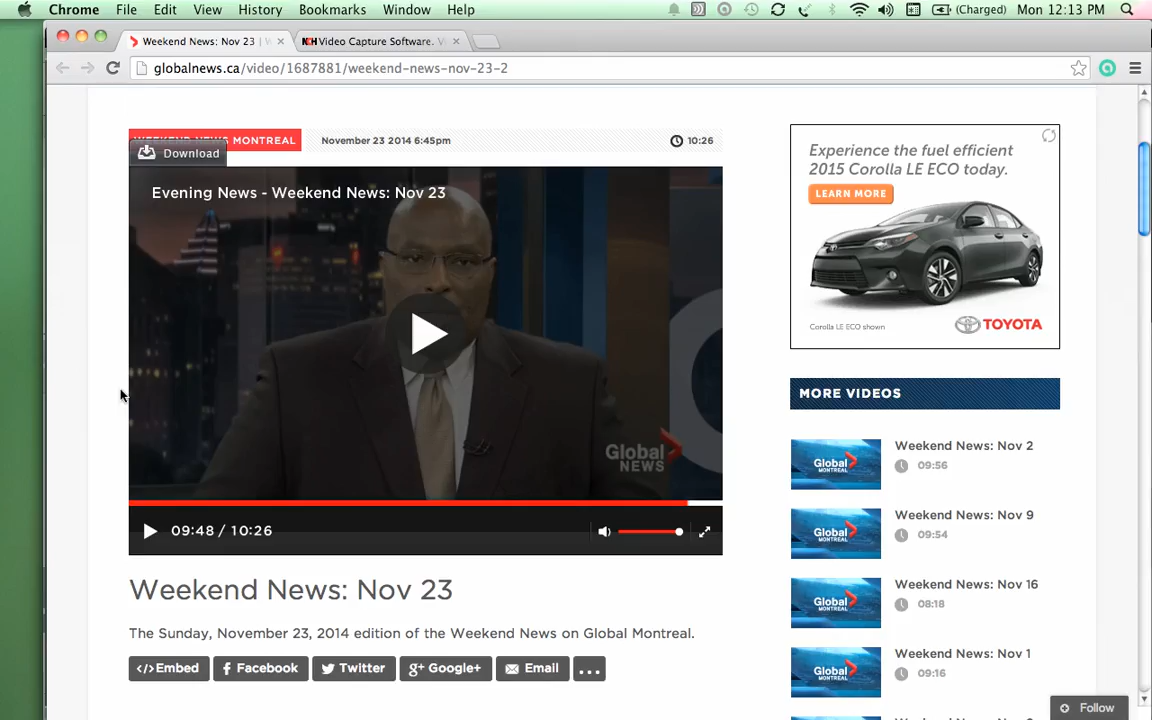 Chrome File Edit View History Bookmarks Window Help (Charged) Mon 12:13 PM
Weekend News: Nov 23 | NCH Video Capture Software. V
globalnews.ca/video/1687881/weekend-news-nov-23-2
MONTREAL November 23 2014 6:45pm 10:26
Download
Evening News - Weekend News: Nov 23
Global NEWS
09:48 / 10:26
Weekend News: Nov 23
The Sunday, November 23, 2014 edition of the Weekend News on Global Montreal.
</>Embed Facebook Twitter Google+ Email ...
Experience the fuel efficient
2015 Corolla LE ECO today.
LEARN MORE
Corolla LE ECO shown TOYOTA
MORE VIDEOS
Global MONTREAL
Weekend News: Nov 2
09:56
Global MONTREAL
Weekend News: Nov 9
09:54
Global MONTREAL
Weekend News: Nov 16
08:18
Global MONTREAL
Weekend News: Nov 1
09:16
Follow